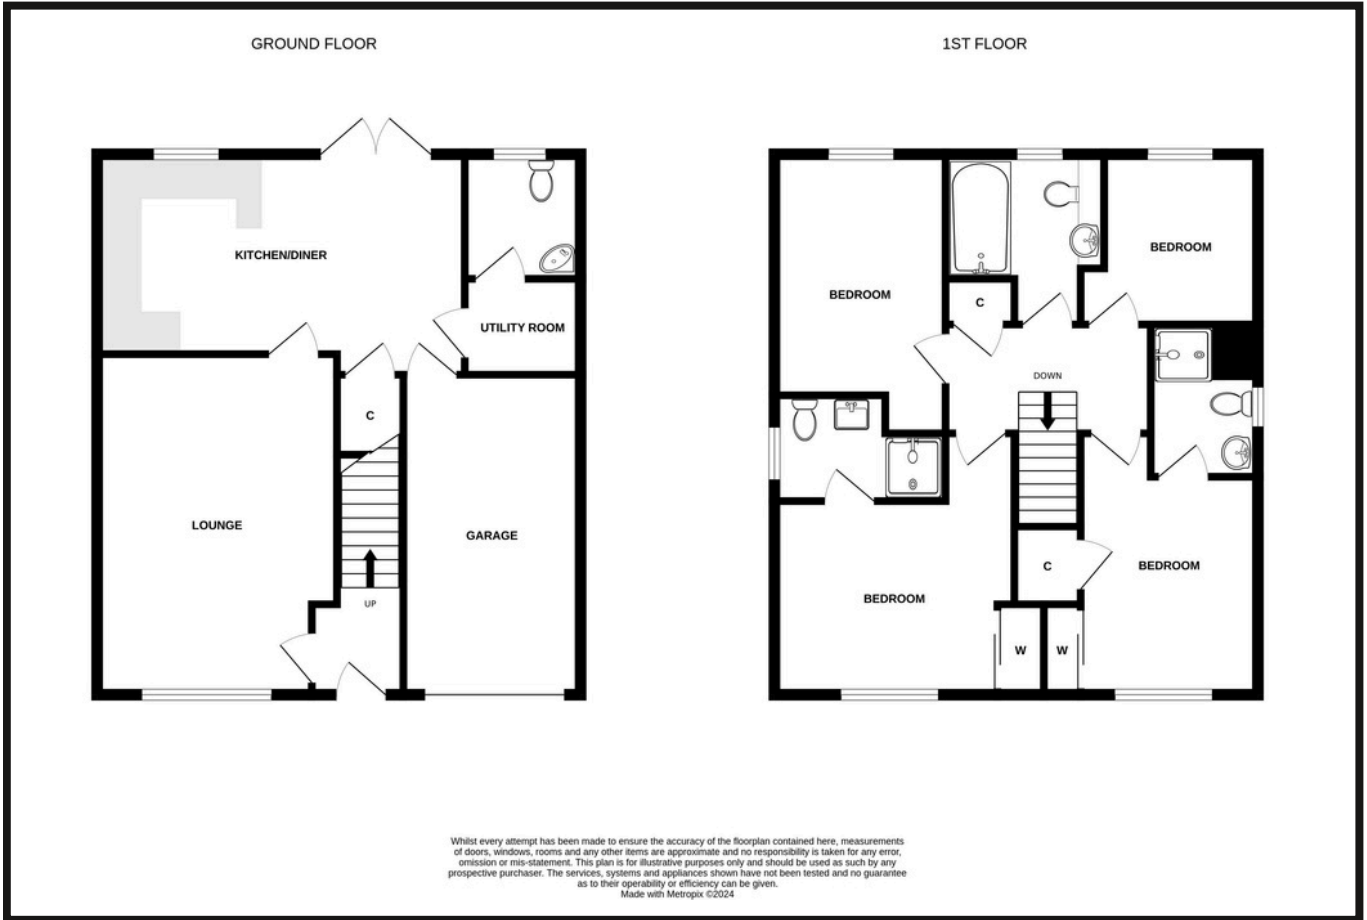 GROUND FLOOR
1ST FLOOR
KITCHEN/DINER
UTILITY ROOM
C
LOUNGE
GARAGE
UP
BEDROOM
BEDROOM
C
DOWN
BEDROOM
C
BEDROOM
W
W
Whilst every attempt has been made to ensure the accuracy of the floorplan contained here, measurements
of doors, windows, rooms and any other items are approximate and no responsibility is taken for any error,
omission or mis-statement. This plan is for illustrative purposes only and should be used as such by any
prospective purchaser. The services, systems and appliances shown have not been tested and no guarantee
as to their operability or efficiency can be given.
Made with Metropix ©2024